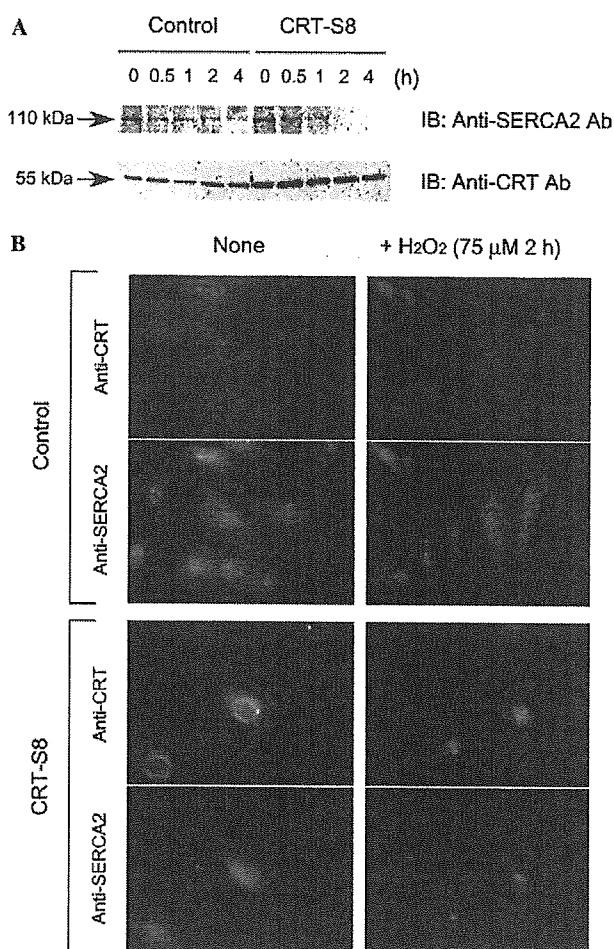 A
Control CRT-S8
0 0.5 1 2 4 0 0.5 1 2 4 (h)
110 kDa IB: Anti-SERCA2 Ab
55 kDa IB: Anti-CRT Ab
B
None + H2O2 (75 μM 2 h)
Control
Anti-CRT
Anti-SERCA2
CRT-S8
Anti-CRT
Anti-SERCA2